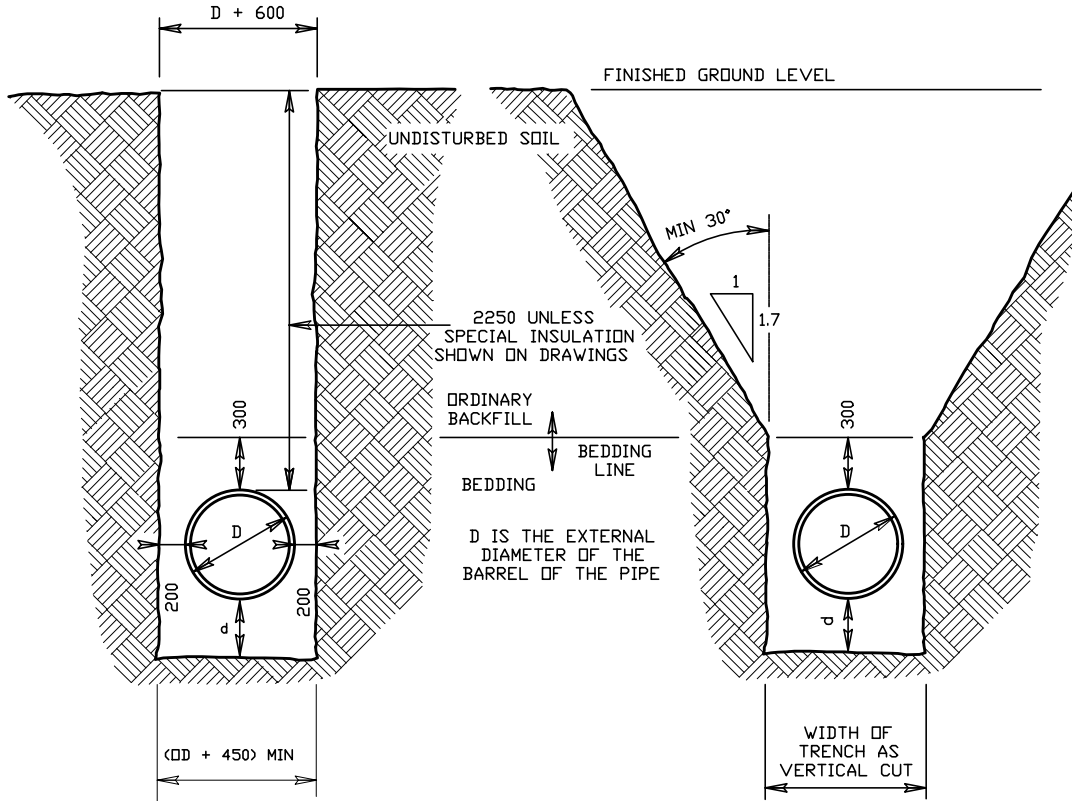 D + 600
FINISHED GROUND LEVEL
UNDISTURBED SOIL
MIN 30°
1
1.7
2250 UNLESS
SPECIAL INSULATION
SHOWN ON DRAWINGS
300
ORDINARY
BACKFILL
300
BEDDING
LINE
BEDDING
D
D IS THE EXTERNAL
DIAMETER OF THE
BARREL OF THE PIPE
D
200
200
d
d
(OD + 450) MIN
WIDTH OF
TRENCH AS
VERTICAL CUT